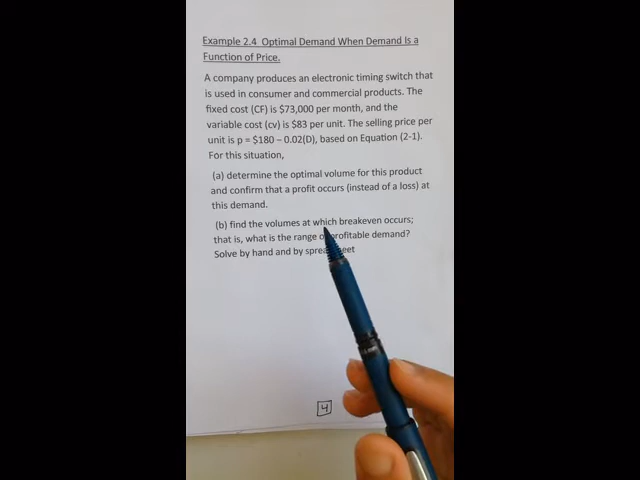 Example 2.4 Optimal Demand When Demand Is a
Function of Price.
A company produces an electronic timing switch that
is used in consumer and commercial products. The
fixed cost (CF) is $73,000 per month, and the
variable cost (cv) is $83 per unit. The selling price per
unit is p = $180 – 0.02(D), based on Equation (2-1).
For this situation,
(a) determine the optimal volume for this product
and confirm that a profit occurs (instead of a loss) at
this demand.
(b) find the volumes at which breakeven occurs;
that is, what is the range of profitable demand?
Solve by hand and by spreadsheet
4